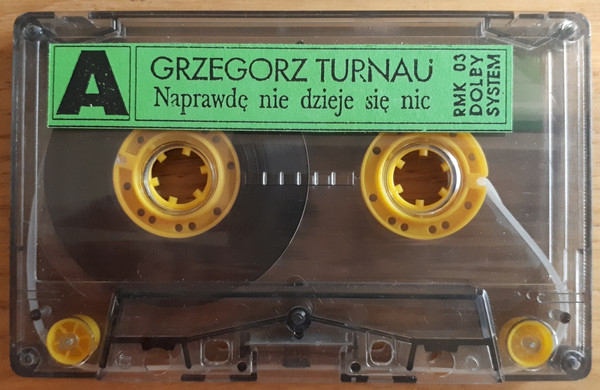 A
GRZEGORZ TURNAU
Naprawdę nie dzieje się nic
RMK 03
DOLBY
SYSTEM